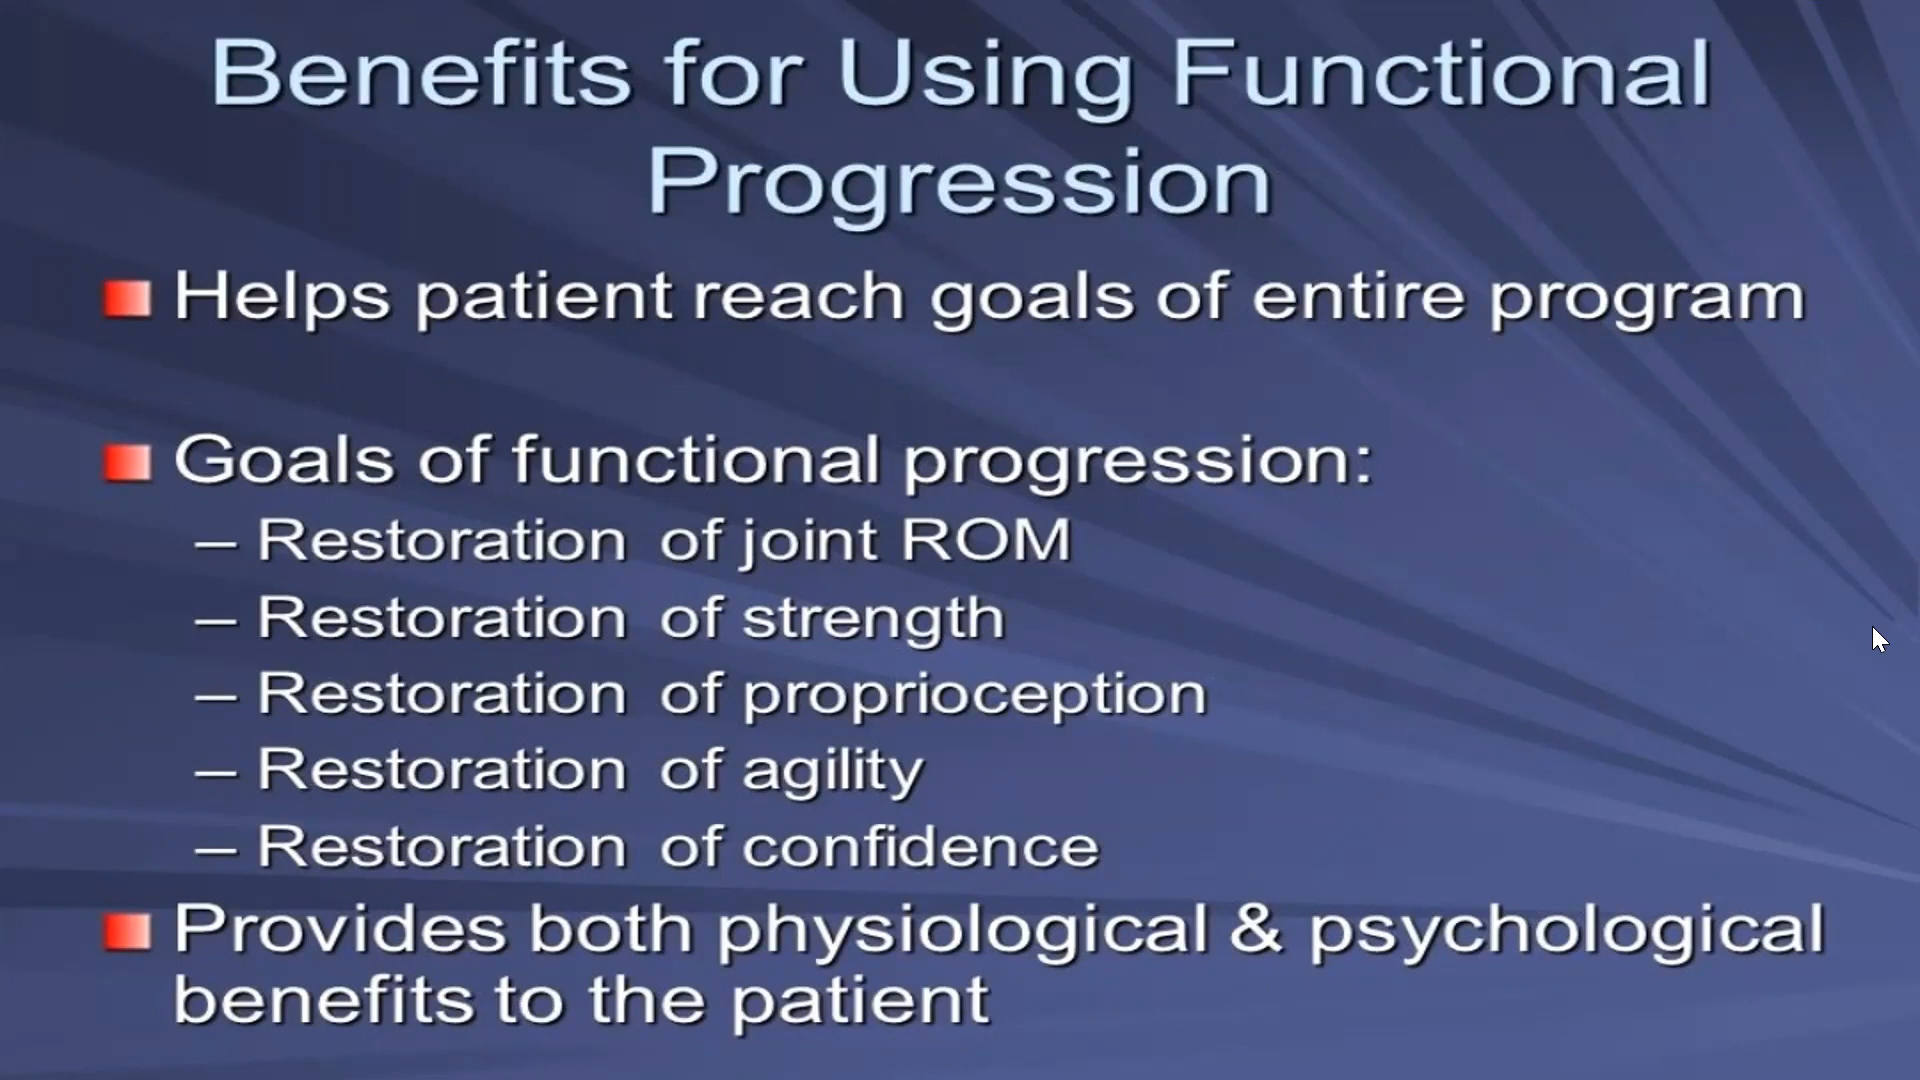 Benefits for Using Functional
Progression
Helps patient reach goals of entire program
Goals of functional progression:
– Restoration of joint ROM
– Restoration of strength
– Restoration of proprioception
– Restoration of agility
– Restoration of confidence
Provides both physiological & psychological
benefits to the patient